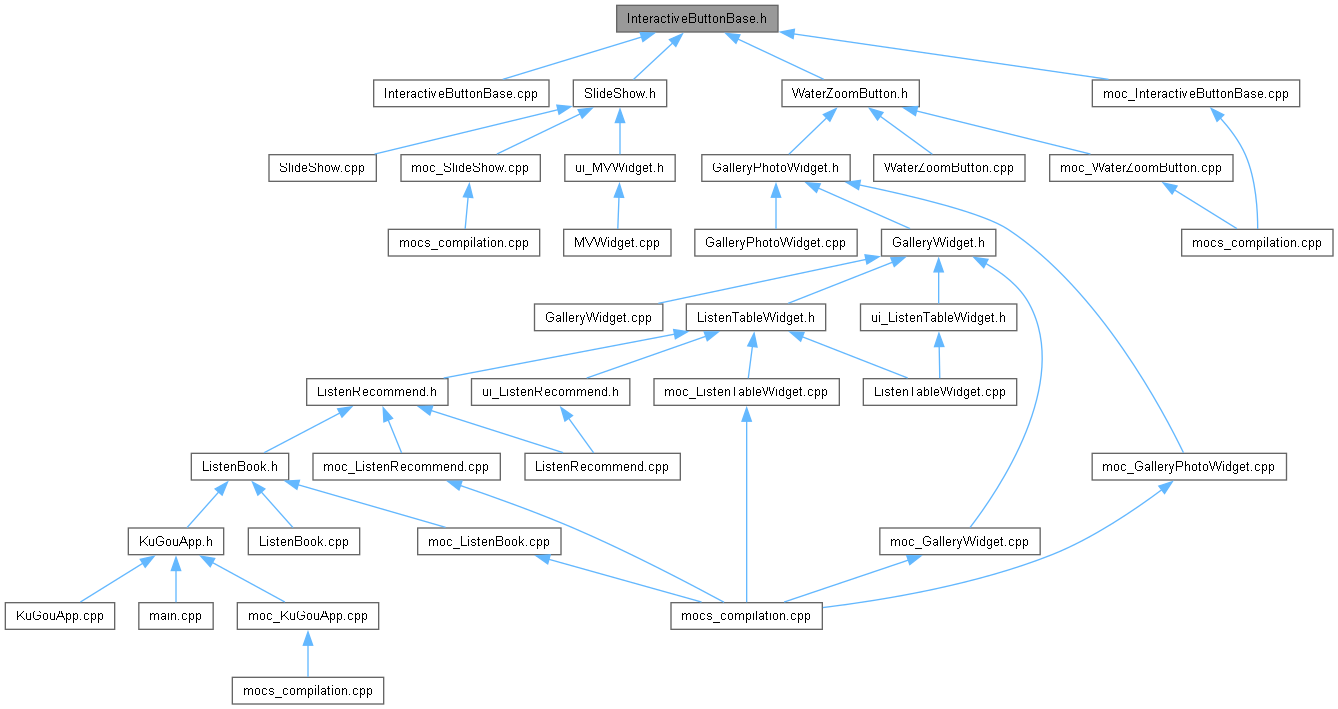 InteractiveButtonBase.h
InteractiveButtonBase.cpp
SlideShow.h
WaterZoomButton.h
moc_InteractiveButtonBase.cpp
SlideShow.cpp
moc_SlideShow.cpp
ui_MVWidget.h
GalleryPhotoWidget.h
WaterZoomButton.cpp
moc_WaterZoomButton.cpp
mocs_compilation.cpp
MVWidget.cpp
GalleryPhotoWidget.cpp
GalleryWidget.h
mocs_compilation.cpp
GalleryWidget.cpp
ListenTableWidget.h
ui_ListenTableWidget.h
ListenRecommend.h
ui_ListenRecommend.h
moc_ListenTableWidget.cpp
ListenTableWidget.cpp
ListenBook.h
moc_ListenRecommend.cpp
ListenRecommend.cpp
moc_GalleryPhotoWidget.cpp
KuGouApp.h
ListenBook.cpp
moc_ListenBook.cpp
moc_GalleryWidget.cpp
KuGouApp.cpp
main.cpp
moc_KuGouApp.cpp
mocs_compilation.cpp
mocs_compilation.cpp